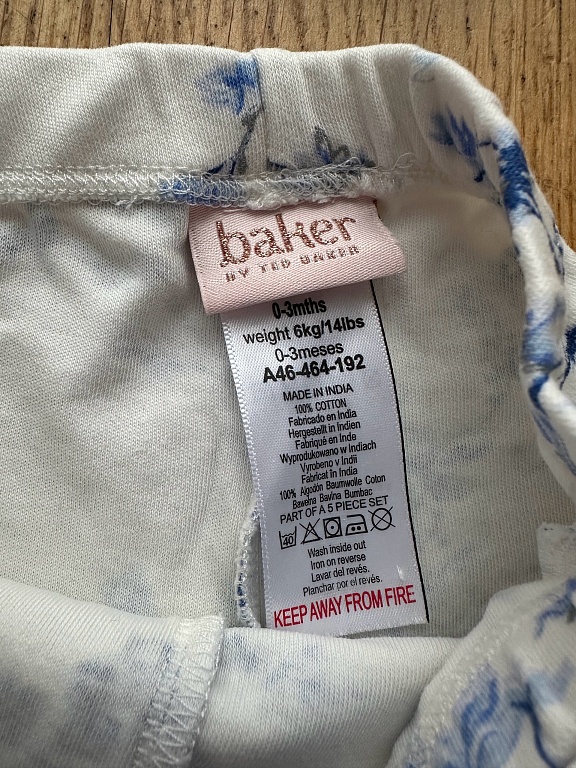 baker
BY TED BAKER
0-3mths
weight 6kg/14lbs
0-3meses
A46-464-192
MADE IN INDIA
100% COTTON
Fabricado en India
Hergestellt in Indien
Fabriqué en Inde
Wyprodukowano w Indiach
Vyrobeno v Indii
Fabricat în India
100% Algodón Baumwolle Coton
Bawełna Bavlna Bumbac
PART OF A 5 PIECE SET
40
Wash inside out
Iron on reverse
Lavar del revés.
Planchar por el revés.
KEEP AWAY FROM FIRE